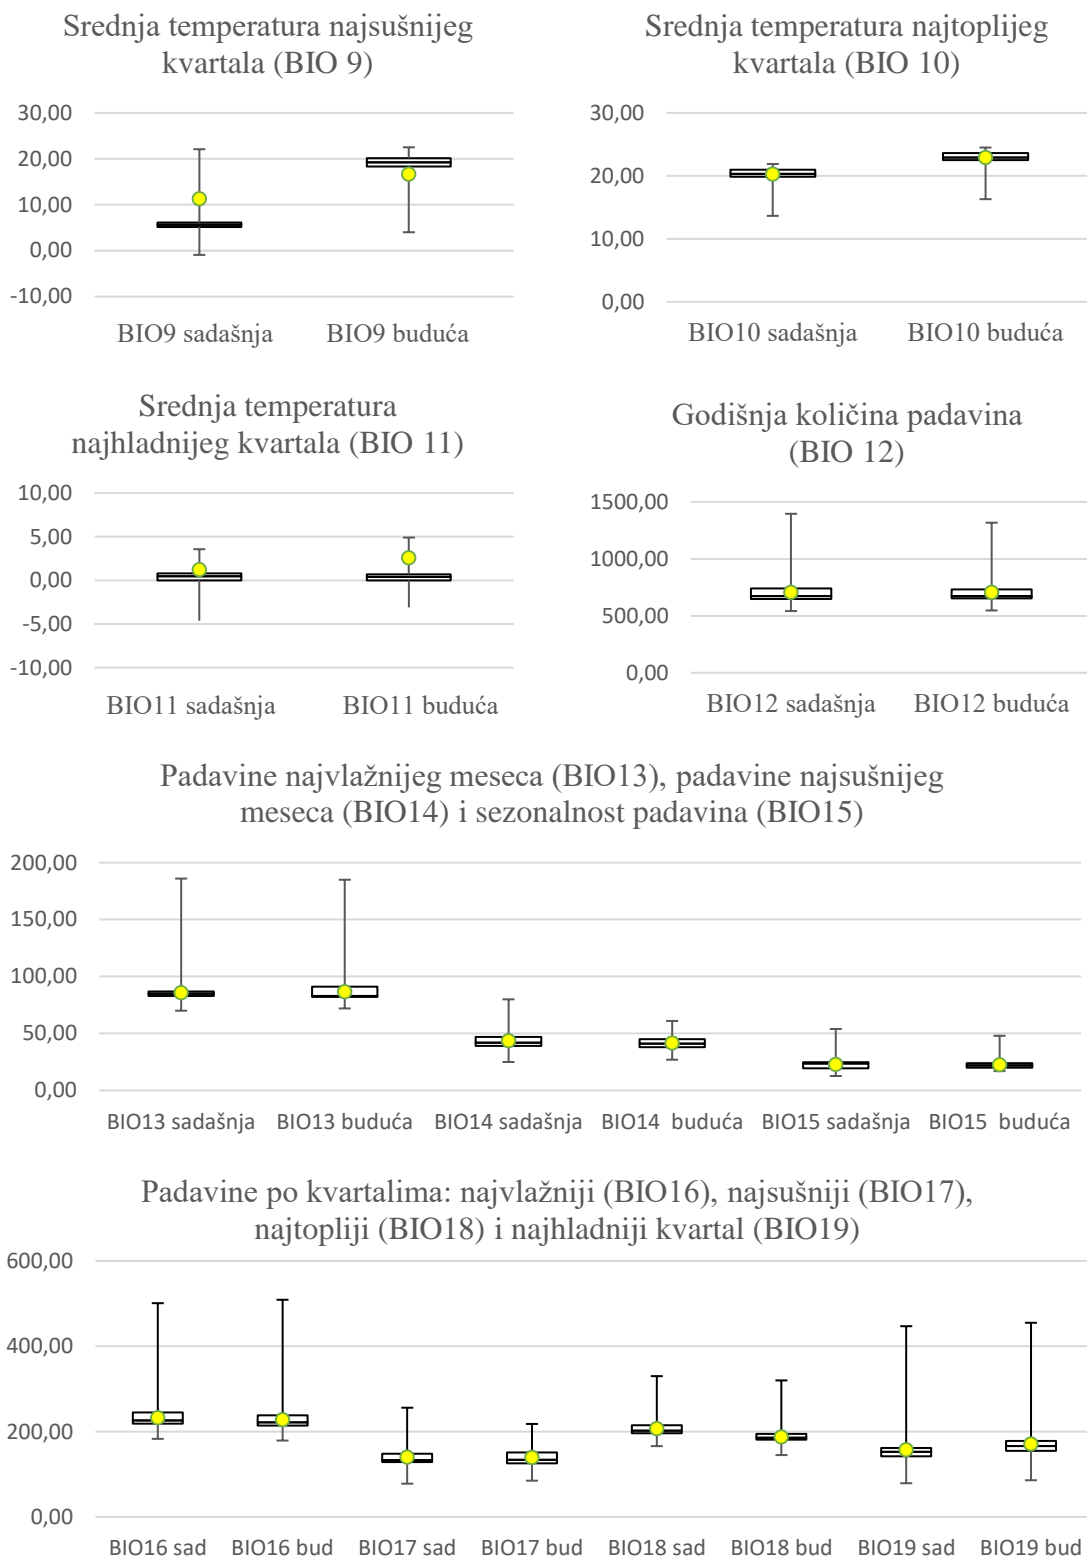 Srednja temperatura najsušnijeg
kvartala (BIO 9)
30,00
20,00
10,00
0,00
-10,00
BIO9 sadašnja
BIO9 buduća
Srednja temperatura najtoplijeg
kvartala (BIO 10)
30,00
20,00
10,00
0,00
BIO10 sadašnja
BIO10 buduća
Srednja temperatura
najhladnijeg kvartala (BIO 11)
10,00
5,00
0,00
-5,00
-10,00
BIO11 sadašnja
BIO11 buduća
Godišnja količina padavina
(BIO 12)
1500,00
1000,00
500,00
0,00
BIO12 sadašnja
BIO12 buduća
Padavine najvlažnijeg meseca (BIO13), padavine najsušnijeg
meseca (BIO14) i sezonalnost padavina (BIO15)
200,00
150,00
100,00
50,00
0,00
BIO13 sadašnja BIO13 buduća BIO14 sadašnja BIO14  buduća BIO15 sadašnja BIO15  buduća
Padavine po kvartalima: najvlažniji (BIO16), najsušniji (BIO17),
najtopliji (BIO18) i najhladniji kvartal (BIO19)
600,00
400,00
200,00
0,00
BIO16 sad BIO16 bud BIO17 sad BIO17 bud BIO18 sad BIO18 bud BIO19 sad BIO19 bud